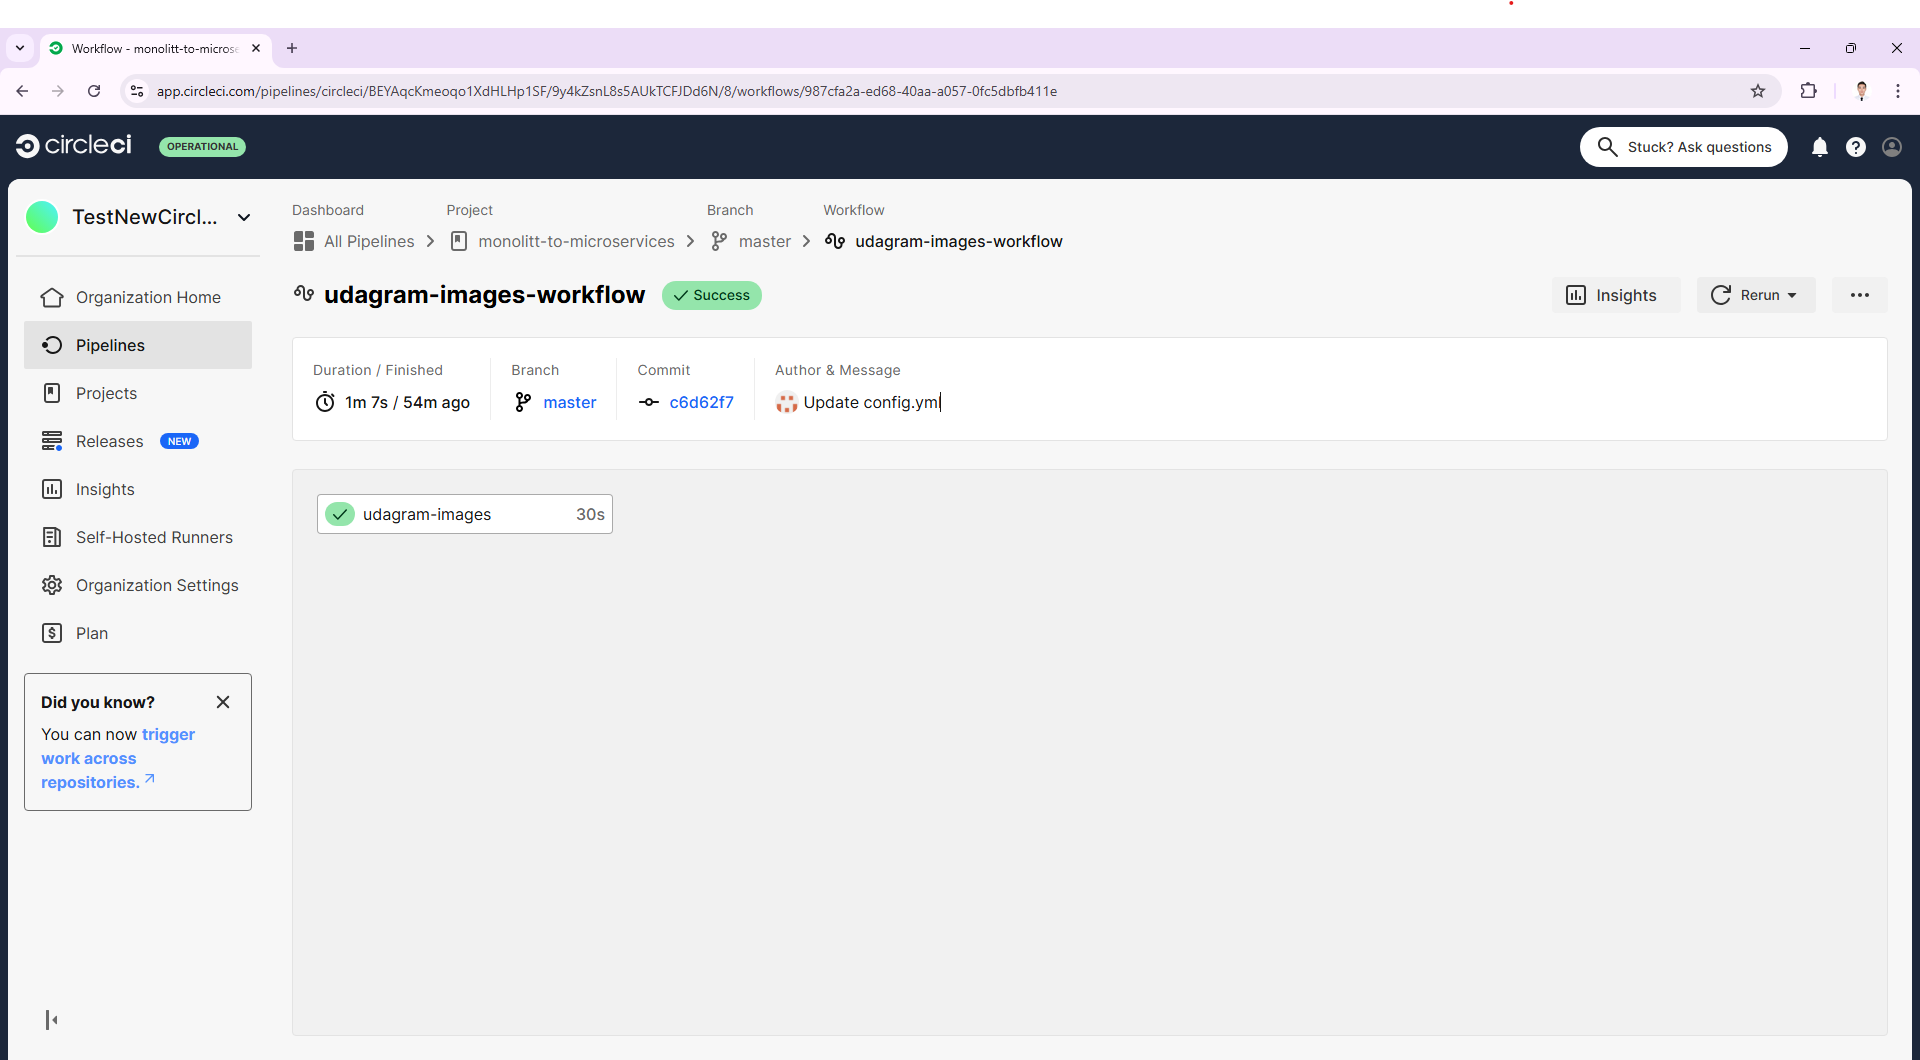 Workflow - monolitt-to-microse
app.circleci.com/pipelines/circleci/BEYAqcKmeoqo1XdHLHp1SF/9y4kZsnL8s5AUkTCFJDd6N/8/workflows/987cfa2a-ed68-40aa-a057-0fc5dbfb411e
circleci OPERATIONAL
Stuck? Ask questions
TestNewCircl...
Organization Home
Pipelines
Projects
Releases NEW
Insights
Self-Hosted Runners
Organization Settings
Plan
Did you know?
You can now trigger
work across
repositories.
Dashboard Project Branch Workflow
All Pipelines monolitt-to-microservices master udagram-images-workflow
udagram-images-workflow Success
Insights Rerun
Duration / Finished Branch Commit Author & Message
1m 7s / 54m ago master c6d62f7 Update config.yml
udagram-images 30s